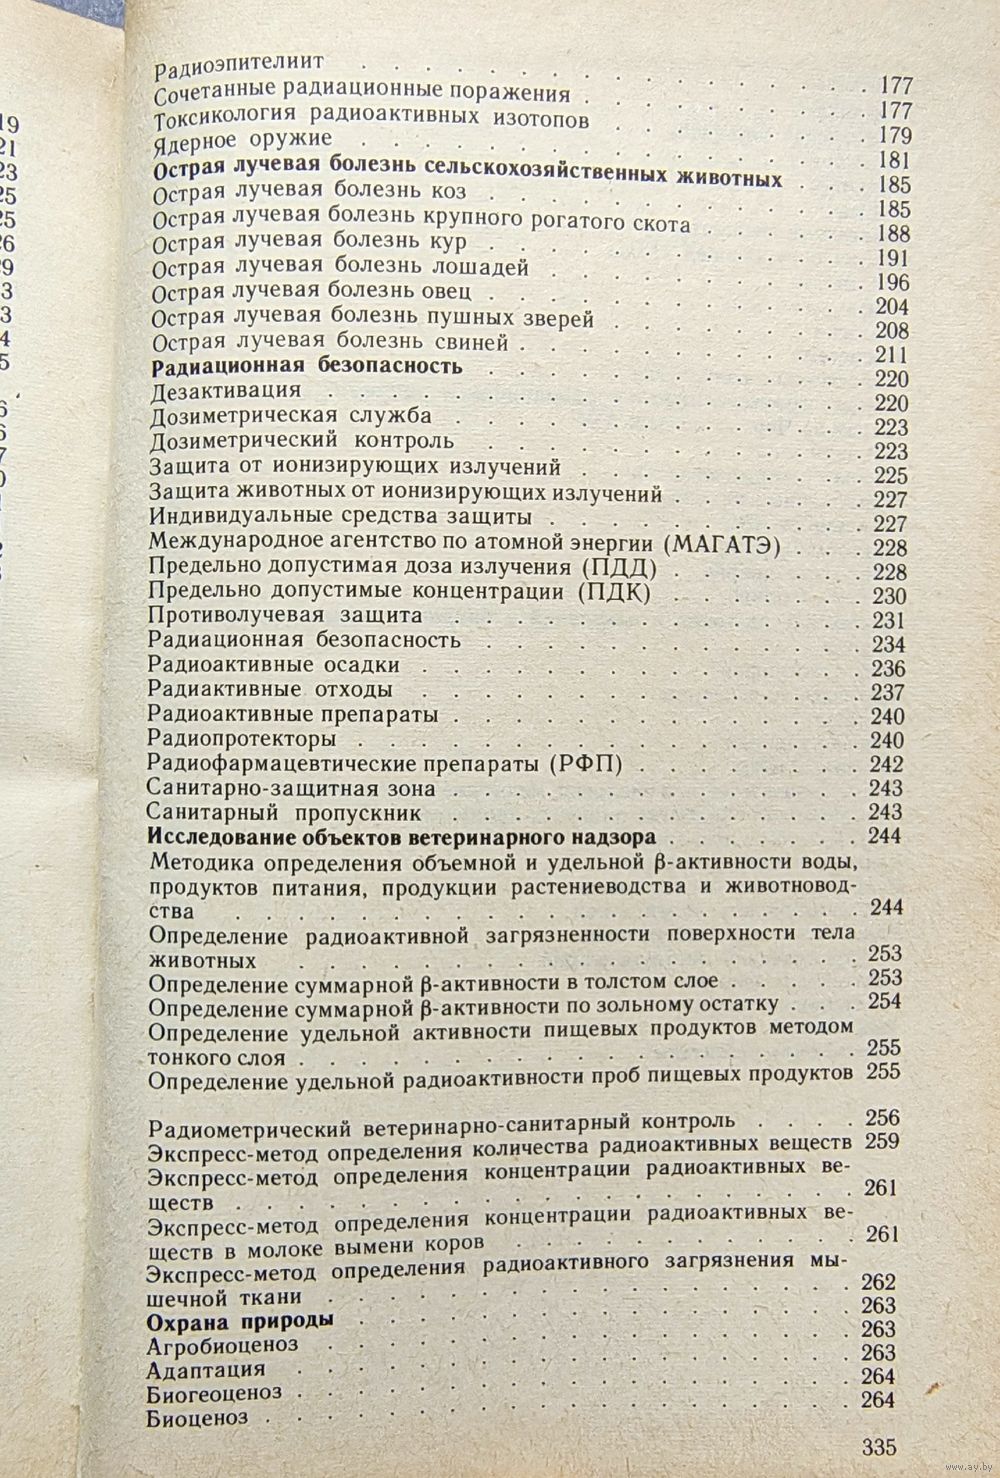 Радиоэпителиит . . . . . . . . . . . . . . . . 177
Сочетанные радиационные поражения . . . . . . . . . 177
Токсикология радиоактивных изотопов . . . . . . . . 179
Ядерное оружие . . . . . . . . . . . . . . . . 181
Острая лучевая болезнь сельскохозяйственных животных . . . 185
Острая лучевая болезнь коз . . . . . . . . . . . . 185
Острая лучевая болезнь крупного рогатого скота . . . . . . 188
Острая лучевая болезнь кур . . . . . . . . . . . . 191
Острая лучевая болезнь лошадей . . . . . . . . . . . 196
Острая лучевая болезнь овец . . . . . . . . . . . . 204
Острая лучевая болезнь пушных зверей . . . . . . . . 208
Острая лучевая болезнь свиней . . . . . . . . . . . 211
Радиационная безопасность . . . . . . . . . . . . 220
Дезактивация . . . . . . . . . . . . . . . . . 220
Дозиметрическая служба . . . . . . . . . . . . . . 223
Дозиметрический контроль . . . . . . . . . . . . . 223
Защита от ионизирующих излучений . . . . . . . . . 225
Защита животных от ионизирующих излучений . . . . . . 227
Индивидуальные средства защиты . . . . . . . . . . 227
Международное агентство по атомной энергии (МАГАТЭ) . . . 228
Предельно допустимая доза излучения (ПДД) . . . . . . 228
Предельно допустимые концентрации (ПДК) . . . . . . 230
Противолучевая защита . . . . . . . . . . . . . . 231
Радиационная безопасность . . . . . . . . . . . . 234
Радиоактивные осадки . . . . . . . . . . . . . . 236
Радиактивные отходы . . . . . . . . . . . . . . 237
Радиоактивные препараты . . . . . . . . . . . . . 240
Радиопротекторы . . . . . . . . . . . . . . . . 240
Радиофармацевтические препараты (РФП) . . . . . . . 242
Санитарно-защитная зона . . . . . . . . . . . . . 243
Санитарный пропускник . . . . . . . . . . . . . . 243
Исследование объектов ветеринарного надзора . . . . . . . 244
Методика определения объемной и удельной β-активности воды,
продуктов питания, продукции растениеводства и животновод-
ства . . . . . . . . . . . . . . . . . . . . 244
Определение радиоактивной загрязненности поверхности тела
животных . . . . . . . . . . . . . . . . . . 253
Определение суммарной β-активности в толстом слое . . . . . 253
Определение суммарной β-активности по зольному остатку . . . 254
Определение удельной активности пищевых продуктов методом
тонкого слоя . . . . . . . . . . . . . . . . . . 255
Определение удельной радиоактивности проб пищевых продуктов 255
Радиометрический ветеринарно-санитарный контроль . . . . 256
Экспресс-метод определения количества радиоактивных веществ 259
Экспресс-метод определения концентрации радиоактивных ве-
ществ . . . . . . . . . . . . . . . . . . . . 261
Экспресс-метод определения концентрации радиоактивных ве-
ществ в молоке вымени коров . . . . . . . . . . . 261
Экспресс-метод определения радиоактивного загрязнения мы-
шечной ткани . . . . . . . . . . . . . . . . . 262
Охрана природы . . . . . . . . . . . . . . . . 263
Агробиоценоз . . . . . . . . . . . . . . . . . 263
Адаптация . . . . . . . . . . . . . . . . . . 263
Биогеоценоз . . . . . . . . . . . . . . . . . . 264
Биоценоз . . . . . . . . . . . . . . . . . . . 264
335
www.ay.by